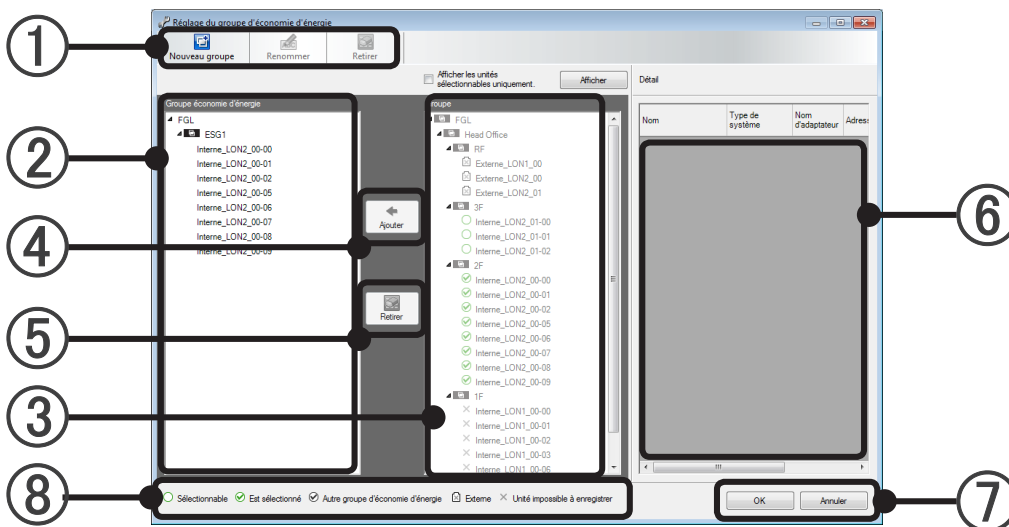 Réglage du groupe d'économie d'énergie
1
Nouveau groupe
Renommer
Retirer
Afficher les unités
sélectionnables uniquement.
Afficher
Détail
2
Groupe économie d'énergie
FGL
ESG1
Interne_LON2_00-00
Interne_LON2_00-01
Interne_LON2_00-02
Interne_LON2_00-05
Interne_LON2_00-06
Interne_LON2_00-07
Interne_LON2_00-08
Interne_LON2_00-09
4
Ajouter
5
Retirer
3
roupe
FGL
Head Office
RF
Externe_LON1_00
Externe_LON2_00
Externe_LON2_01
3F
Interne_LON2_01-00
Interne_LON2_01-01
Interne_LON2_01-02
2F
Interne_LON2_00-00
Interne_LON2_00-01
Interne_LON2_00-02
Interne_LON2_00-05
Interne_LON2_00-06
Interne_LON2_00-07
Interne_LON2_00-08
Interne_LON2_00-09
1F
Interne_LON1_00-00
Interne_LON1_00-01
Interne_LON1_00-02
Interne_LON1_00-03
Interne_LON1_00-06
Nom
Type de système
Nom d'adaptateur
Adress
6
8
Sélectionnable
Est sélectionné
Autre groupe d'économie d'énergie
Externe
Unité impossible à enregistrer
OK
Annuler
7